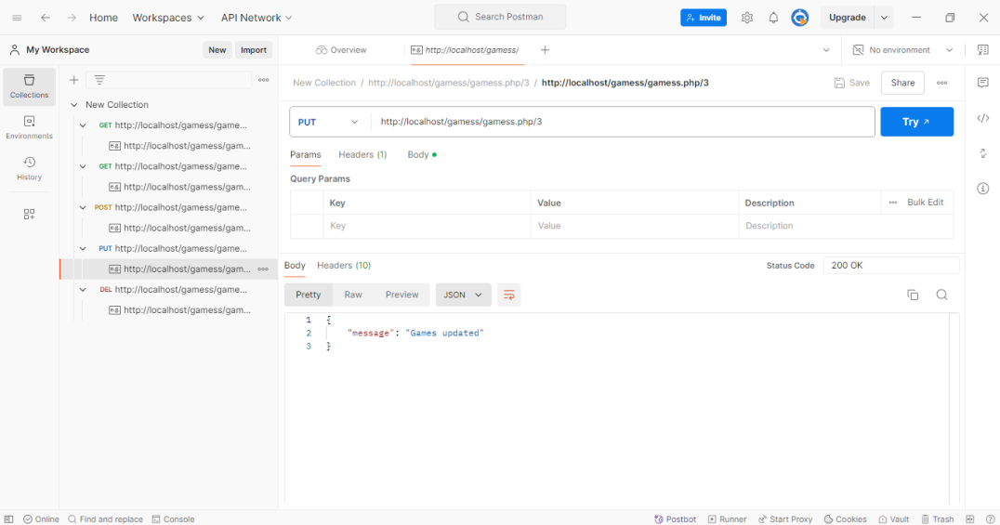 Home Workspaces API Network Search Postman Invite Upgrade
My Workspace New Import Overview http://localhost/gamess/ No environment
Collections
Environments
History
New Collection
GET http://localhost/gamess/game...
http://localhost/gamess/gam...
GET http://localhost/gamess/game...
http://localhost/gamess/gam...
POST http://localhost/gamess/game...
http://localhost/gamess/gam...
PUT http://localhost/gamess/game...
http://localhost/gamess/gam...
DEL http://localhost/gamess/game...
http://localhost/gamess/gam...
New Collection / http://localhost/gamess/gamess.php/3 / http://localhost/gamess/gamess.php/3 Save Share
PUT http://localhost/gamess/gamess.php/3 Try
Params Headers (1) Body
Query Params
Key Value Description Bulk Edit
Key Value Description
Body Headers (10) Status Code 200 OK
Pretty Raw Preview JSON
1 {
2 "message": "Games updated"
3 }
Online Find and replace Console Postbot Runner Start Proxy Cookies Vault Trash